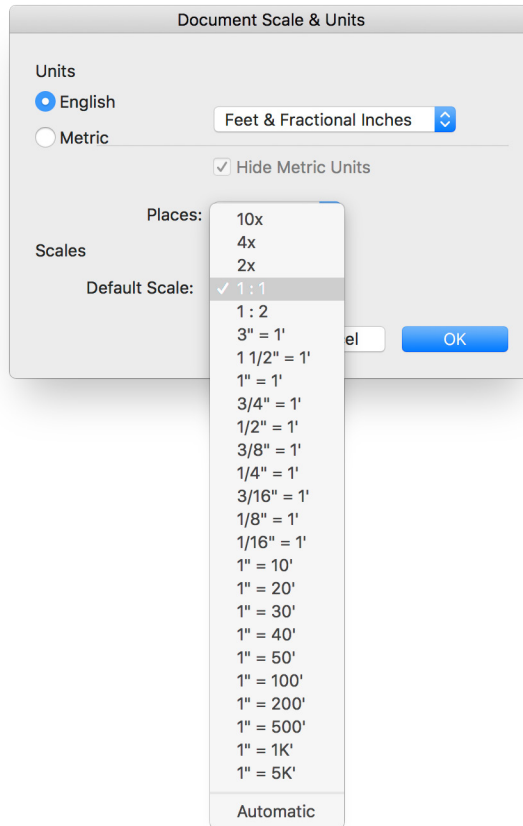 Document Scale & Units
Units
English
Feet & Fractional Inches
Metric
Hide Metric Units
Places:
Scales
Default Scale:
10x
4x
2x
✓ 1 : 1
1 : 2
3" = 1'
1 1/2" = 1'
1" = 1'
3/4" = 1'
1/2" = 1'
3/8" = 1'
1/4" = 1'
3/16" = 1'
1/8" = 1'
1/16" = 1'
1" = 10'
1" = 20'
1" = 30'
1" = 40'
1" = 50'
1" = 100'
1" = 200'
1" = 500'
1" = 1K'
1" = 5K'
Automatic
el
OK